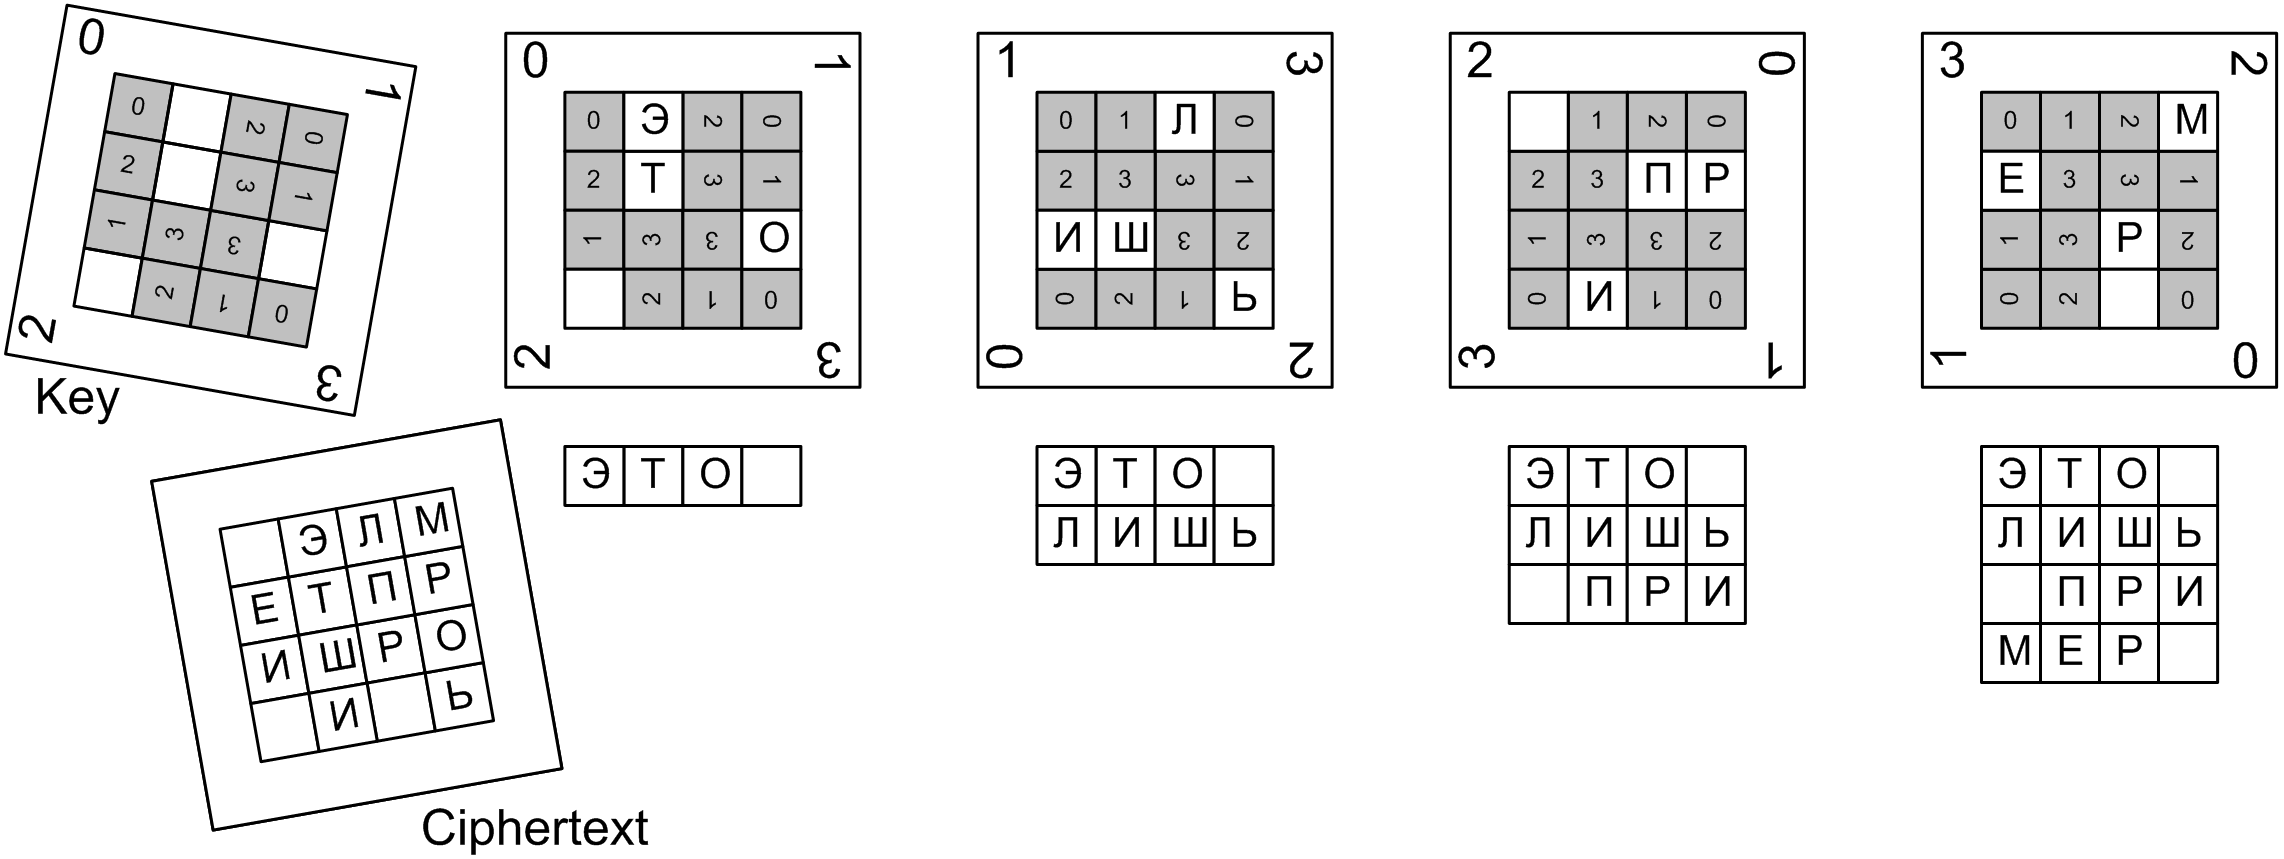 0 1
0 2 0
2 3 1
1 3 3
2 1 0
2 3
Key
0 1
0 Э 2 0
2 Т 3 1
1 3 3 О
2 1 0
2 3
Э Т О
1 3
0 1 Л 0
2 3 3 1
И Ш 3 2
0 2 1 Ь
0 2
Э Т О
Л И Ш Ь
2 0
1 2 0
2 3 П Р
1 3 3 2
0 И 1 0
3 1
Э Т О
Л И Ш Ь
П Р И
3 2
0 1 2 М
Е 3 3 1
1 3 Р 2
0 2 0
1 0
Э Т О
Л И Ш Ь
П Р И
М Е Р
Э Л М
Е Т П Р
И Ш Р О
И Ь
Ciphertext